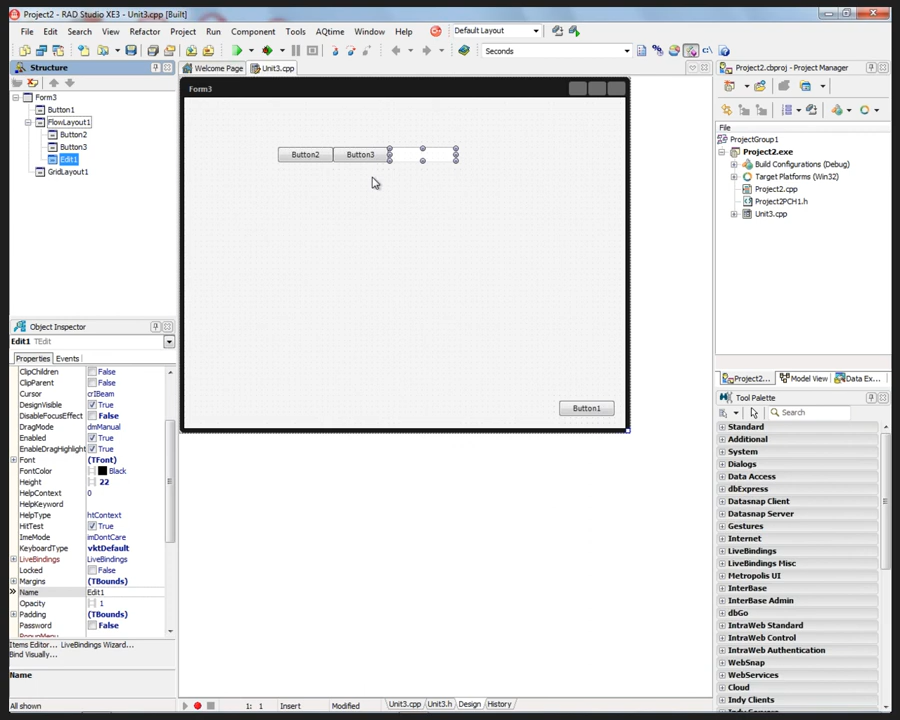 Project2 - RAD Studio XE3 - Unit3.cpp [Built]
File Edit Search View Refactor Project Run Component Tools AQtime Window Help Default Layout
Seconds
Structure
Form3
Button1
FlowLayout1
Button2
Button3
Edit1
GridLayout1
Object Inspector
Edit1 TEdit
Properties Events
ClipChildren False
ClipParent False
Cursor crIBeam
DesignVisible True
DisableFocusEffect False
DragMode dmManual
Enabled True
EnableDragHighlight True
Font (TFont)
FontColor Black
Height 22
HelpContext 0
HelpKeyword
HelpType htContext
HitTest True
ImeMode imDontCare
KeyboardType vktDefault
LiveBindings LiveBindings
Locked False
Margins (TBounds)
Name Edit1
Opacity 1
Padding (TBounds)
Password False
PopupMenu
Items Editor... LiveBindings Wizard...
Bind Visually...
Name
All shown
Welcome Page Unit3.cpp
Form3
Button2 Button3
Button1
1: 1 Insert Modified Unit3.cpp Unit3.h Design History
Project2.cbproj - Project Manager
File
ProjectGroup1
Project2.exe
Build Configurations (Debug)
Target Platforms (Win32)
Project2.cpp
Project2PCH1.h
Unit3.cpp
Project2... Model View Data Ex...
Tool Palette
Search
Standard
Additional
System
Dialogs
Data Access
dbExpress
Datasnap Client
Datasnap Server
Gestures
Internet
LiveBindings
LiveBindings Misc
Metropolis UI
InterBase
InterBase Admin
dbGo
IntraWeb Standard
IntraWeb Control
IntraWeb Authentication
WebSnap
WebServices
Cloud
Indy Clients